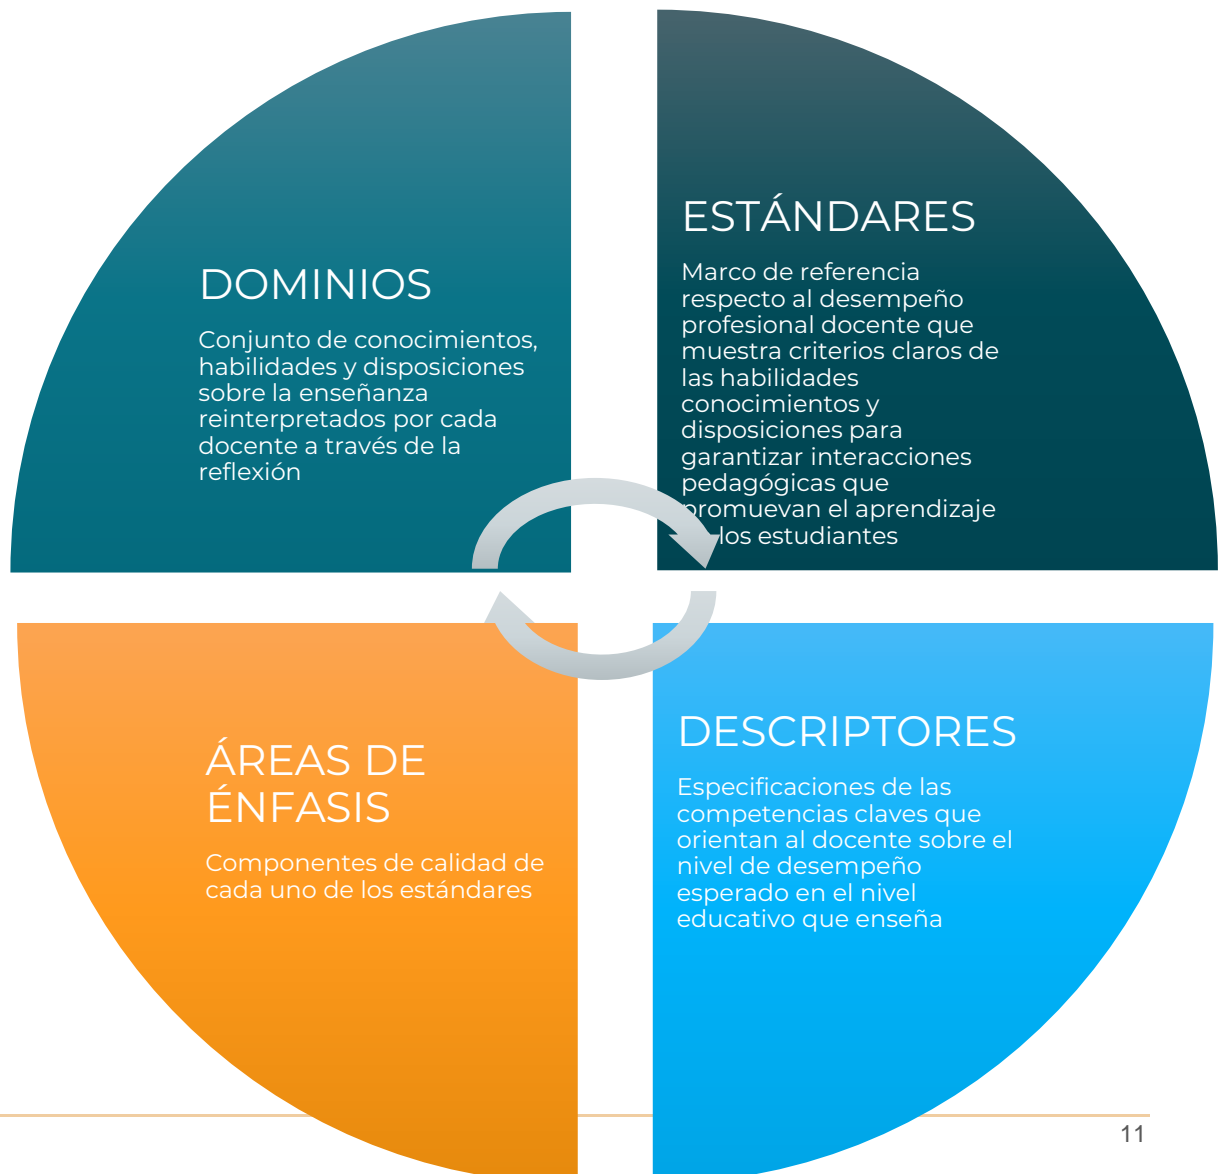 DOMINIOS
Conjunto de conocimientos,
habilidades y disposiciones
sobre la enseñanza
reinterpretados por cada
docente a través de la
reflexión
ESTÁNDARES
Marco de referencia
respecto al desempeño
profesional docente que
muestra criterios claros de
las habilidades
conocimientos y
disposiciones para
garantizar interacciones
pedagógicas que
promuevan el aprendizaje
los estudiantes
ÁREAS DE
ÉNFASIS
Componentes de calidad de
cada uno de los estándares
DESCRIPTORES
Especificaciones de las
competencias claves que
orientan al docente sobre el
nivel de desempeño
esperado en el nivel
educativo que enseña
11